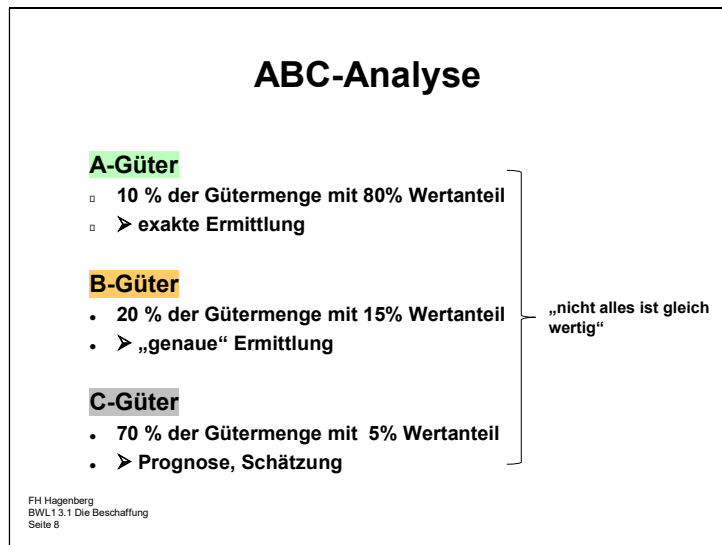 ABC-Analyse
A-Güter
▫ 10 % der Gütermenge mit 80% Wertanteil
▫ ➢ exakte Ermittlung
B-Güter
• 20 % der Gütermenge mit 15% Wertanteil
• ➢ „genaue“ Ermittlung
C-Güter
• 70 % der Gütermenge mit 5% Wertanteil
• ➢ Prognose, Schätzung
„nicht alles ist gleich
wertig“
FH Hagenberg
BWL1 3.1 Die Beschaffung
Seite 8